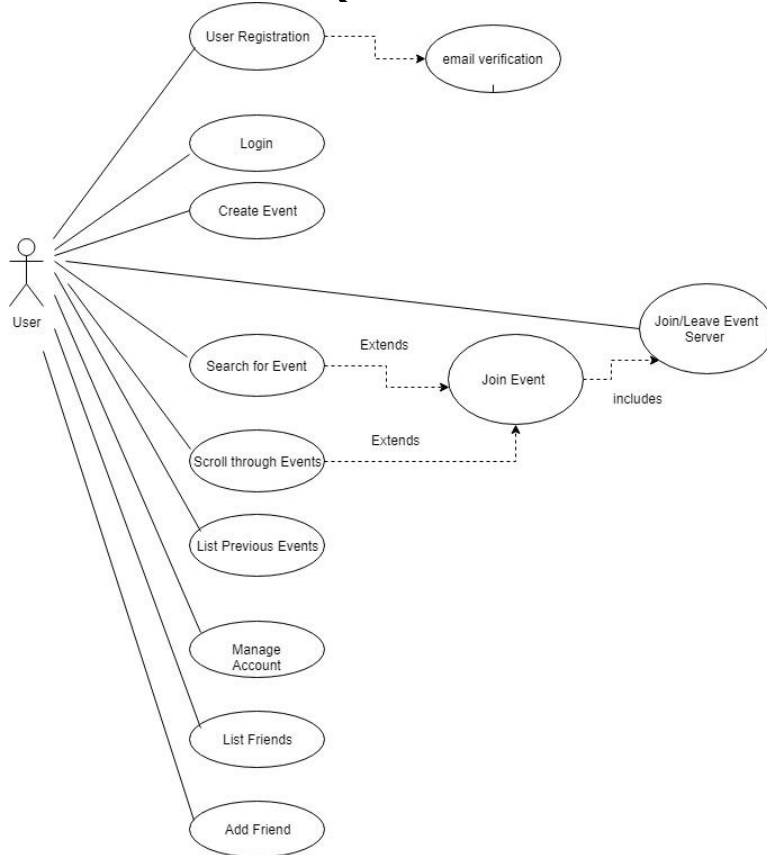 User Registration
email verification
Login
Create Event
User
Join/Leave Event
Server
Extends
Search for Event
Join Event
includes
Extends
Scroll through Events
List Previous Events
Manage
Account
List Friends
Add Friend